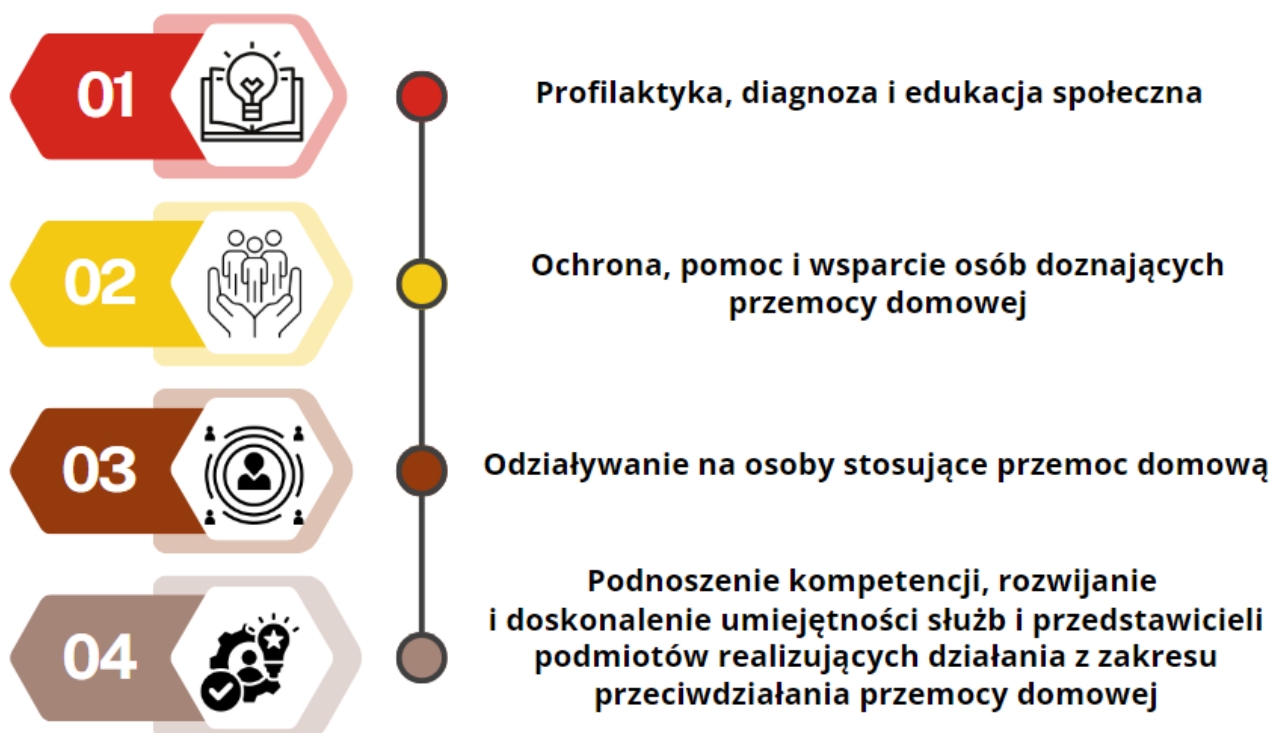 01
Profilaktyka, diagnoza i edukacja społeczna
02
Ochrona, pomoc i wsparcie osób doznających
przemocy domowej
03
Odziaływanie na osoby stosujące przemoc domową
04
Podnoszenie kompetencji, rozwijanie
i doskonalenie umiejętności służb i przedstawicieli
podmiotów realizujących działania z zakresu
przeciwdziałania przemocy domowej